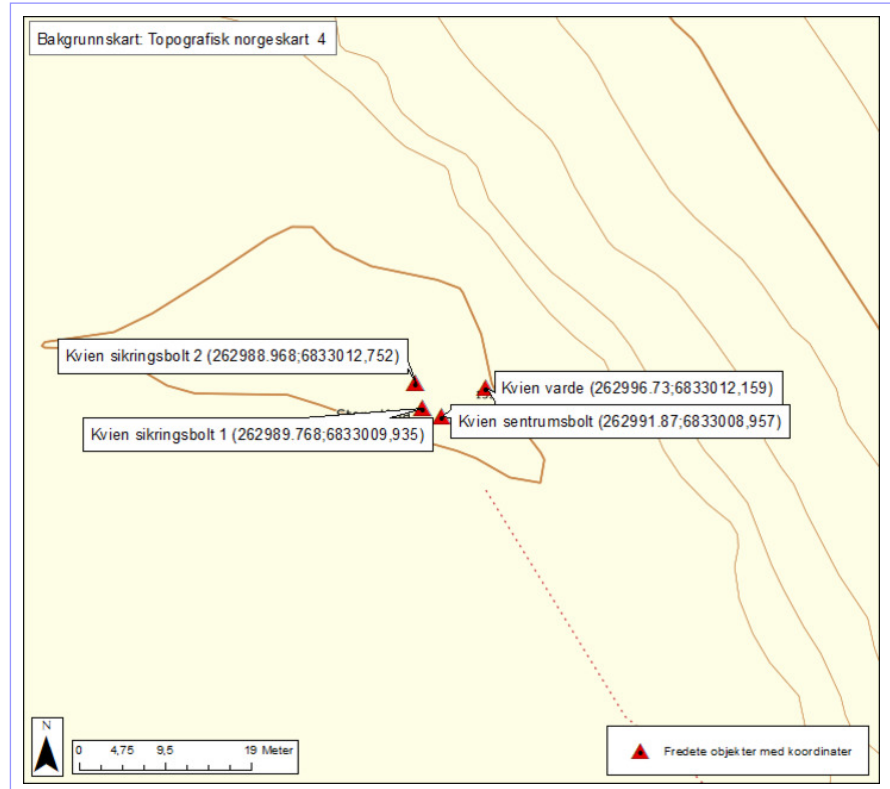 Bakgrunnskart: Topografisk norgeskart 4
Kvien sikringsbolt 2 (262988.968;6833012,752)
Kvien varde (262996.73;6833012,159)
Kvien sentrumsbolt (262991.87;6833008,957)
Kvien sikringsbolt 1 (262989.768;6833009,935)
N
0 4,75 9,5 19 Meter
Fredete objekter med koordinater